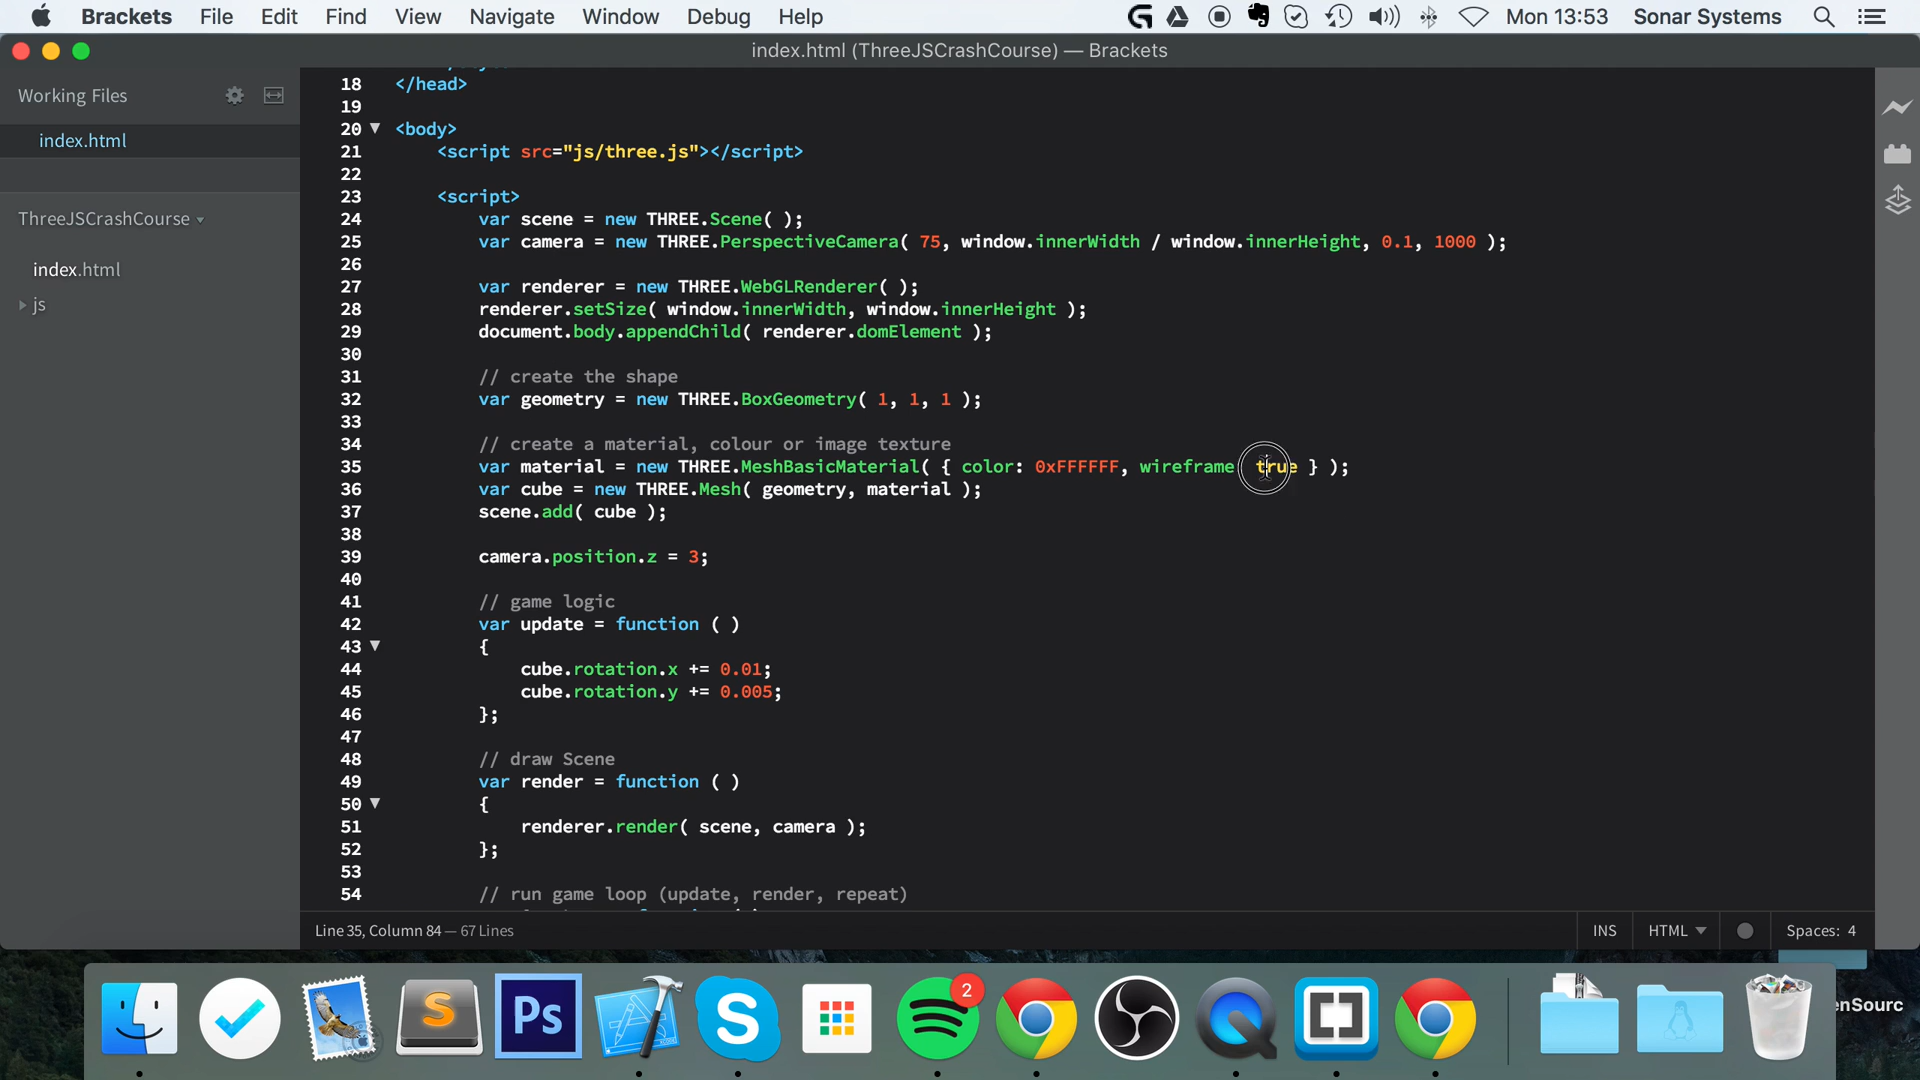 Brackets File Edit Find View Navigate Window Debug Help Mon 13:53 Sonar Systems
index.html (ThreeJSCrashCourse) — Brackets
Working Files
index.html
ThreeJSCrashCourse
index.html
js
18 </head>
19
20 <body>
21 <script src="js/three.js"></script>
22
23 <script>
24 var scene = new THREE.Scene( );
25 var camera = new THREE.PerspectiveCamera( 75, window.innerWidth / window.innerHeight, 0.1, 1000 );
26
27 var renderer = new THREE.WebGLRenderer( );
28 renderer.setSize( window.innerWidth, window.innerHeight );
29 document.body.appendChild( renderer.domElement );
30
31 // create the shape
32 var geometry = new THREE.BoxGeometry( 1, 1, 1 );
33
34 // create a material, colour or image texture
35 var material = new THREE.MeshBasicMaterial( { color: 0xFFFFFF, wireframe true } );
36 var cube = new THREE.Mesh( geometry, material );
37 scene.add( cube );
38
39 camera.position.z = 3;
40
41 // game logic
42 var update = function ( )
43 {
44 cube.rotation.x += 0.01;
45 cube.rotation.y += 0.005;
46 };
47
48 // draw Scene
49 var render = function ( )
50 {
51 renderer.render( scene, camera );
52 };
53
54 // run game loop (update, render, repeat)
Line 35, Column 84 — 67 Lines INS HTML Spaces: 4
S Ps S 2 enSourc